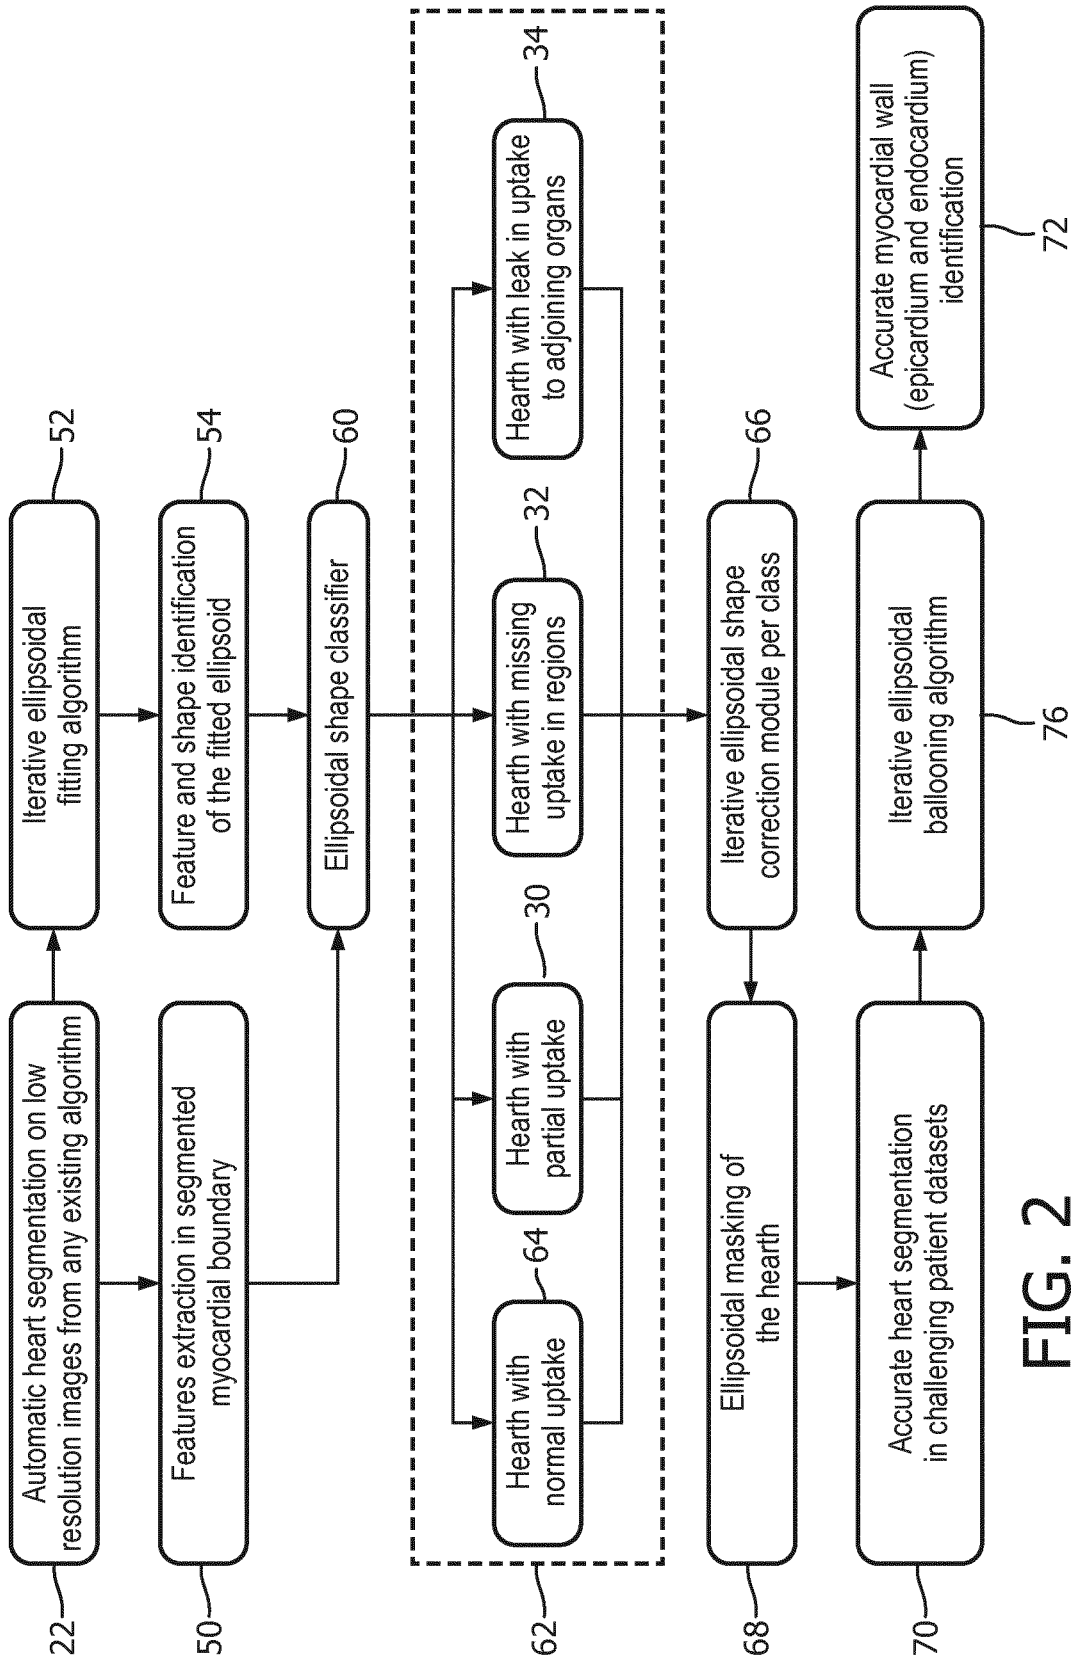 22
Automatic heart segmentation on low
resolution images from any existing algorithm
Iterative ellipsoidal
fitting algorithm
52
50
Features extraction in segmented
myocardial boundary
Feature and shape identification
of the fitted ellipsoid
54
Ellipsoidal shape classifier
60
62
Hearth with
normal uptake
64
Hearth with
partial uptake
30
Hearth with missing
uptake in regions
32
Hearth with leak in uptake
to adjoining organs
34
68
Ellipsoidal masking of
the hearth
Iterative ellipsoidal shape
correction module per class
66
70
Accurate heart segmentation
in challenging patient datasets
Iterative ellipsoidal
ballooning algorithm
76
Accurate myocardial wall
(epicardium and endocardium)
identification
72
FIG. 2